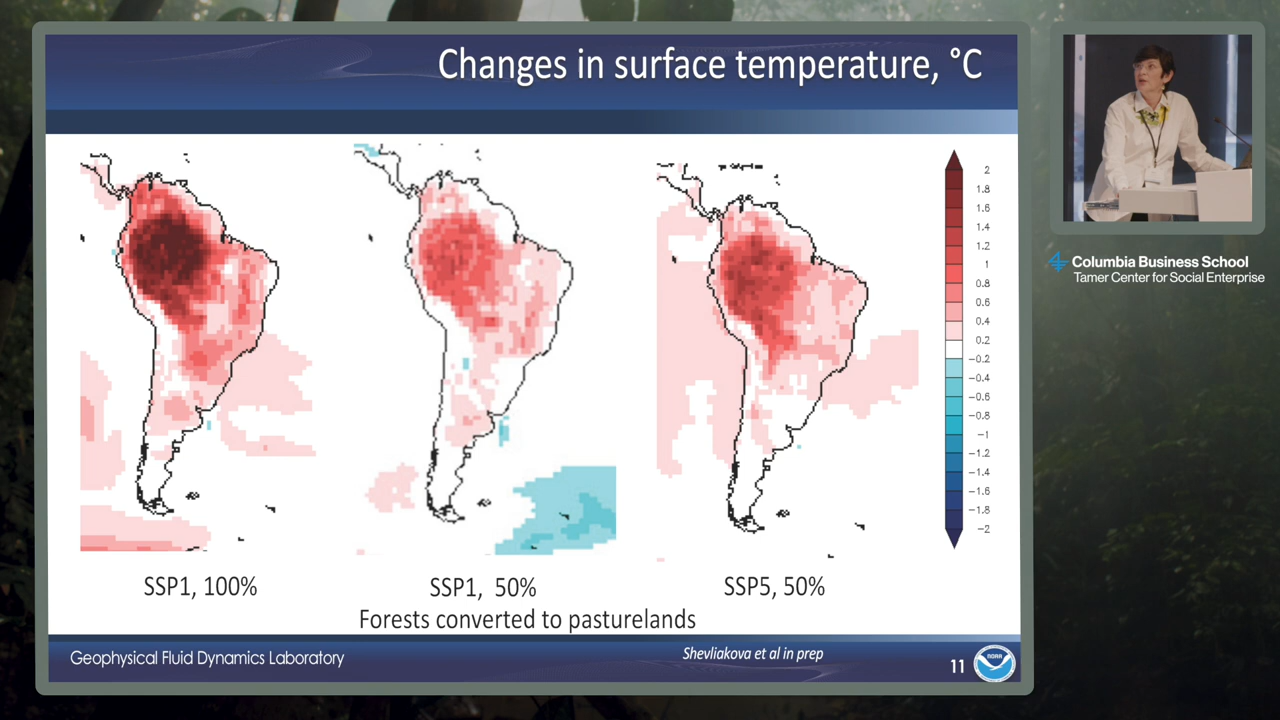 Changes in surface temperature, °C
2
1.8
1.6
1.4
1.2
1
0.8
0.6
0.4
0.2
−0.2
−0.4
−0.6
−0.8
−1
−1.2
−1.4
−1.6
−1.8
−2
SSP1, 100%
SSP1, 50%
SSP5, 50%
Forests converted to pasturelands
Geophysical Fluid Dynamics Laboratory
Shevliakova et al in prep
11
NOAA
Columbia Business School
Tamer Center for Social Enterprise